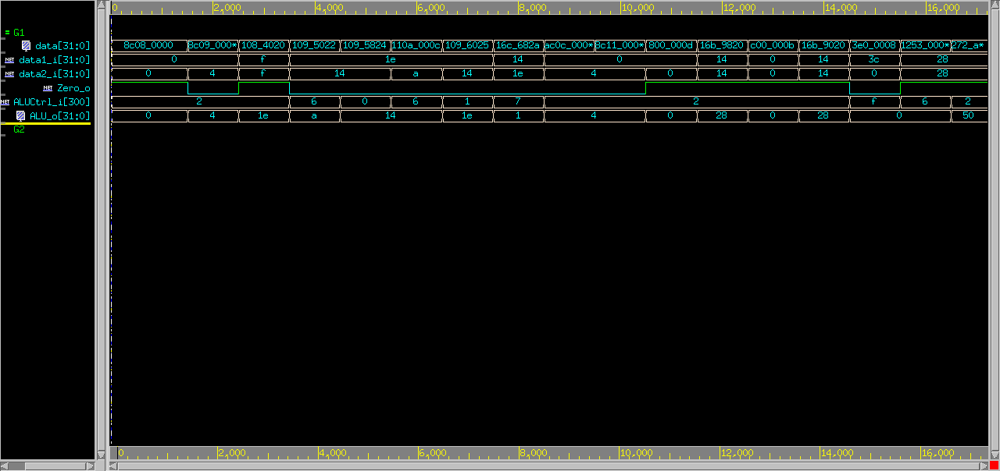 0 2,000 4,000 6,000 8,000 10,000 12,000 14,000 16,000
= G1
data[31:0] 8c08_0000 8c09_000* 108_4020 109_5022 109_5824 110a_000c 109_6025 16c_682a ac0c_000* 8c11_000* 800_000d 16b_9820 c00_000b 16b_9020 3e0_0008 1253_000* 272_a*
NET data1_i[31:0] 0 f 1e 14 0 14 0 14 3c 28
data2_i[31:0] 0 4 f 14 a 14 1e 4 0 14 0 14 0 28
NET Zero_o
NET ALUCtrl_i[300] 2 6 0 6 1 7 2 f 6 2
ALU_o[31:0] 0 4 1e a 14 1e 1 4 0 28 0 28 0 50
G2
0 2,000 4,000 6,000 8,000 10,000 12,000 14,000 16,000